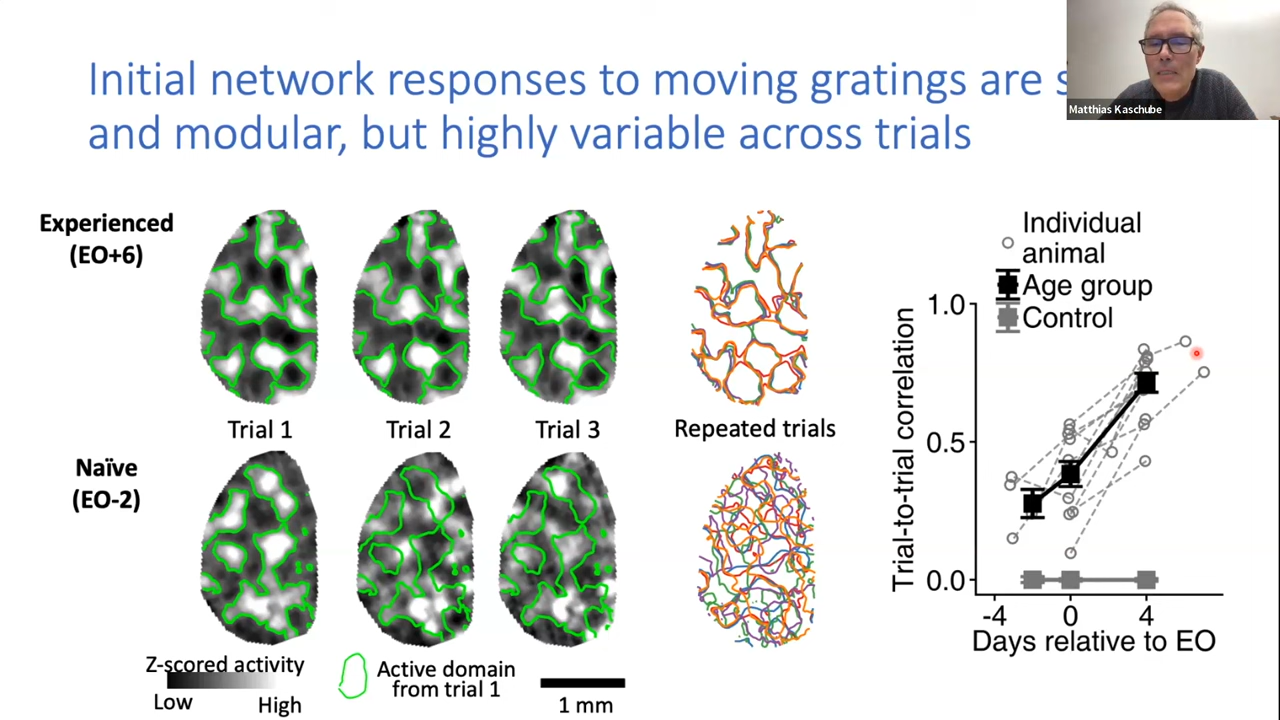 Initial network responses to moving gratings are
and modular, but highly variable across trials
Matthias Kaschube
Experienced
(EO+6)
Trial 1
Trial 2
Trial 3
Repeated trials
Naïve
(EO-2)
Z-scored activity
Low
High
Active domain
from trial 1
1 mm
Individual
animal
Age group
Control
Trial-to-trial correlation
1.0
0.5
0.0
-4
0
4
Days relative to EO